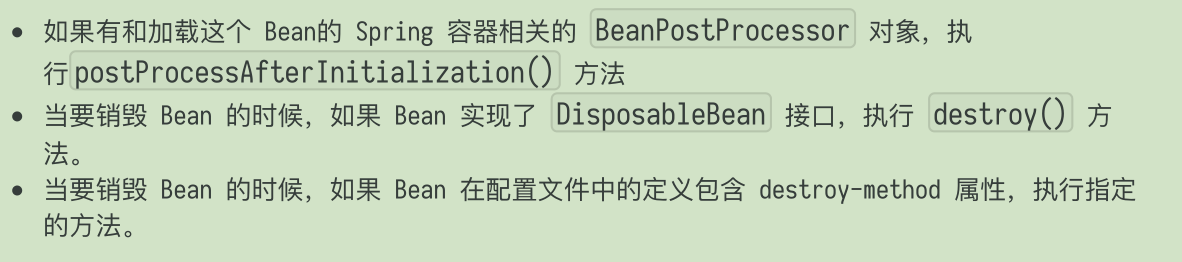 如果有和加载这个 Bean的 Spring 容器相关的 BeanPostProcessor 对象，执
行postProcessAfterInitialization() 方法
当要销毁 Bean 的时候，如果 Bean 实现了 DisposableBean 接口，执行 destroy() 方
法。
当要销毁 Bean 的时候，如果 Bean 在配置文件中的定义包含 destroy-method 属性，执行指定
的方法。